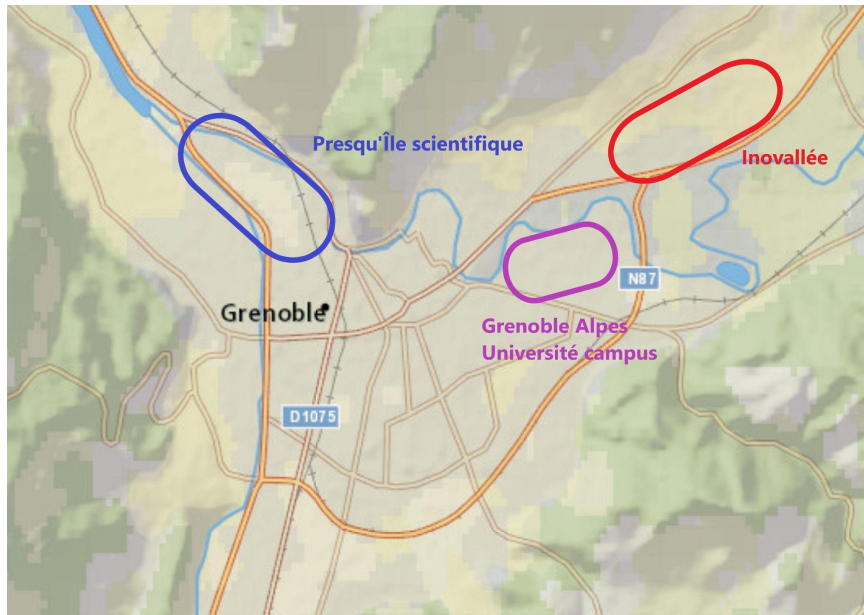 Presqu'Île scientifique
Inovallée
N87
Grenoble
Grenoble Alpes
Université campus
D1075